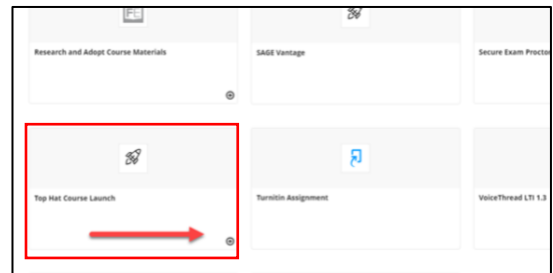 FE
Research and Adopt Course Materials
SAGE Vantage
Secure Exam Proctor
Top Hat Course Launch
Turnitin Assignment
VoiceThread LTI 1.3